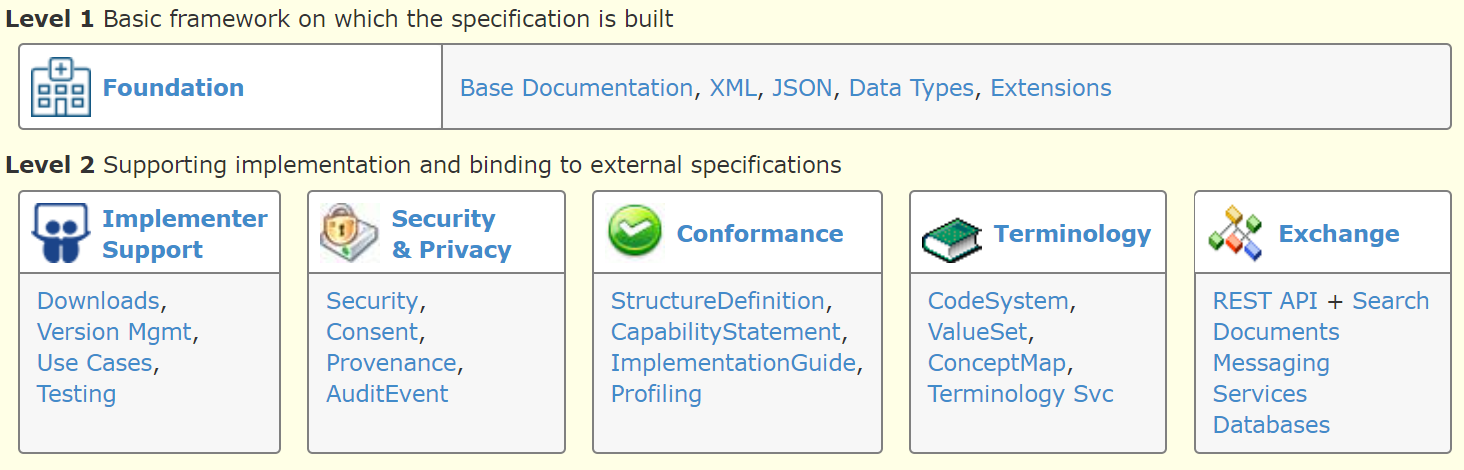 Level 1 Basic framework on which the specification is built
Foundation
Base Documentation, XML, JSON, Data Types, Extensions
Level 2 Supporting implementation and binding to external specifications
Implementer
Support
Downloads,
Version Mgmt,
Use Cases,
Testing
Security
& Privacy
Security,
Consent,
Provenance,
AuditEvent
Conformance
StructureDefinition,
CapabilityStatement,
ImplementationGuide,
Profiling
Terminology
CodeSystem,
ValueSet,
ConceptMap,
Terminology Svc
Exchange
REST API + Search
Documents
Messaging
Services
Databases